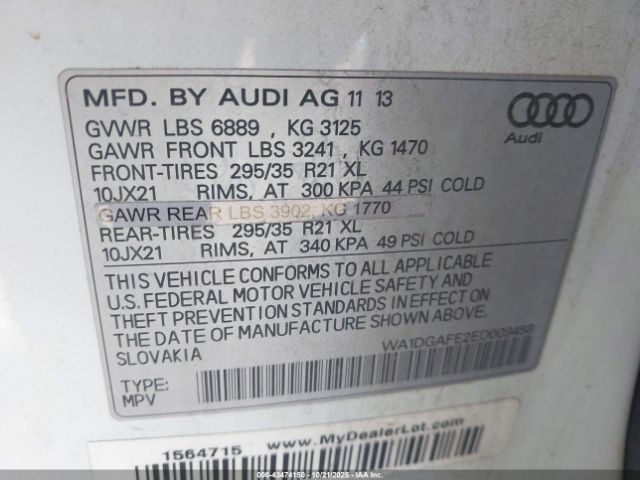 MFD. BY AUDI AG 11 13
GVWR LBS 6889 , KG 3125
GAWR FRONT LBS 3241 , KG 1470
FRONT-TIRES 295/35 R21 XL
10JX21 RIMS, AT 300 KPA 44 PSI COLD
GAWR REAR LBS 3902, KG 1770
REAR-TIRES 295/35 R21 XL
10JX21 RIMS, AT 340 KPA 49 PSI COLD
Audi
THIS VEHICLE CONFORMS TO ALL APPLICABLE
U.S. FEDERAL MOTOR VEHICLE SAFETY AND
THEFT PREVENTION STANDARDS IN EFFECT ON
THE DATE OF MANUFACTURE SHOWN ABOVE.
SLOVAKIA
WA1DGAFE2ED009458
TYPE:
MPV
1564715 www.MyDealerLot.com
000-43474150 - 10/21/2025 - IAAI.COM